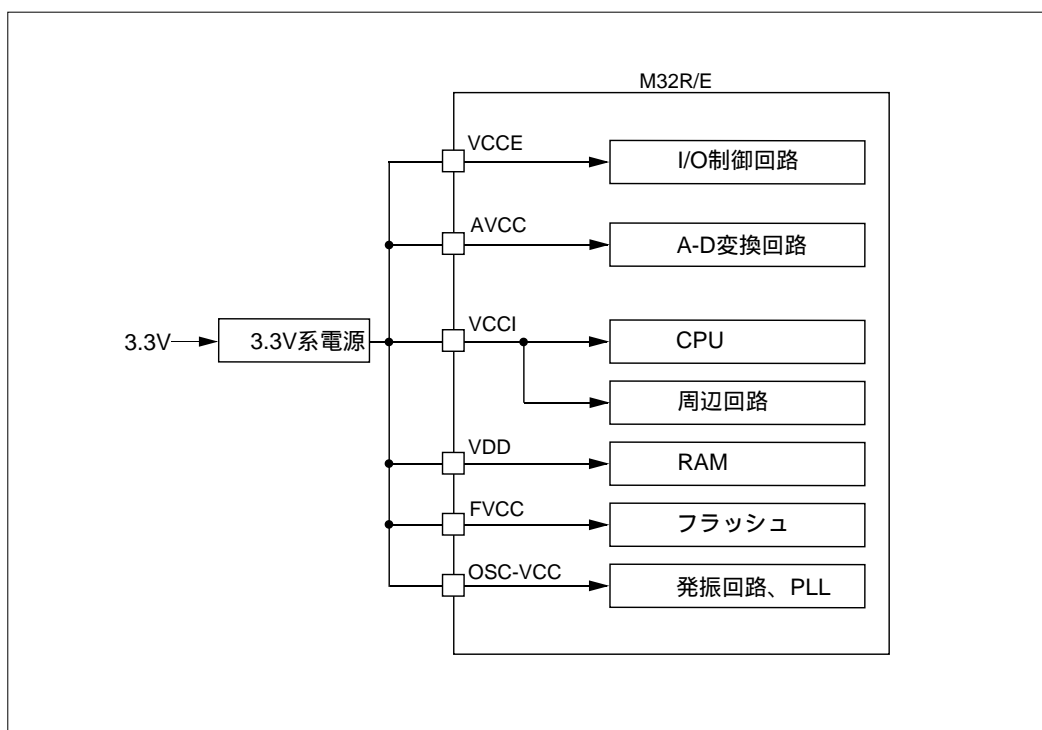 M32R/E
VCCE
I/O制御回路
AVCC
A-D変換回路
3.3V
3.3V系電源
VCCI
CPU
周辺回路
VDD
RAM
FVCC
フラッシュ
OSC-VCC
発振回路、PLL